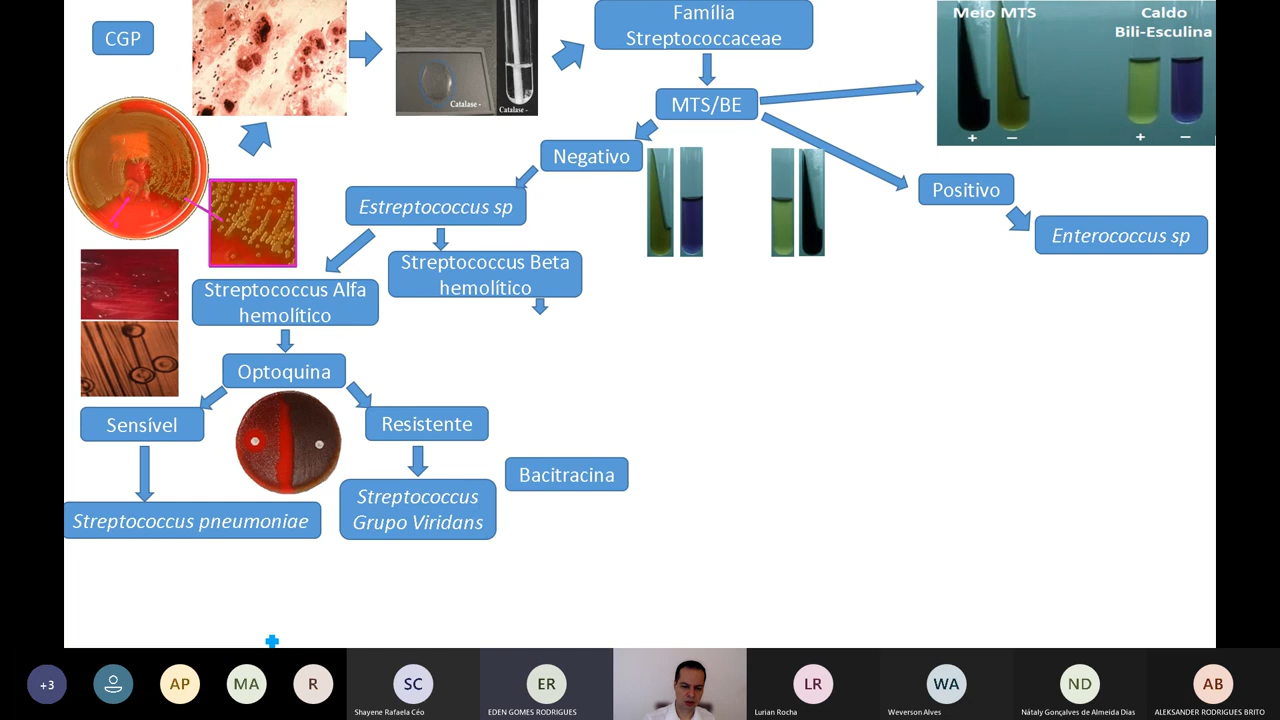 CGP
Catalase -
Catalase -
Família
Streptococcaceae
MTS/BE
Meio MTS
Caldo
Bili-Esculina
+
−
+
−
Negativo
Positivo
Enterococcus sp
Estreptococcus sp
Streptococcus Beta
hemolítico
Streptococcus Alfa
hemolítico
Optoquina
Sensível
Resistente
Bacitracina
Streptococcus pneumoniae
Streptococcus
Grupo Viridans
+3
AP
MA
R
SC
Shayene Rafaela Céo
ER
EDEN GOMES RODRIGUES
LR
Lurian Rocha
WA
Weverson Alves
ND
Nátaly Gonçalves de Almeida Dias
AB
ALEKSANDER RODRIGUES BRITO